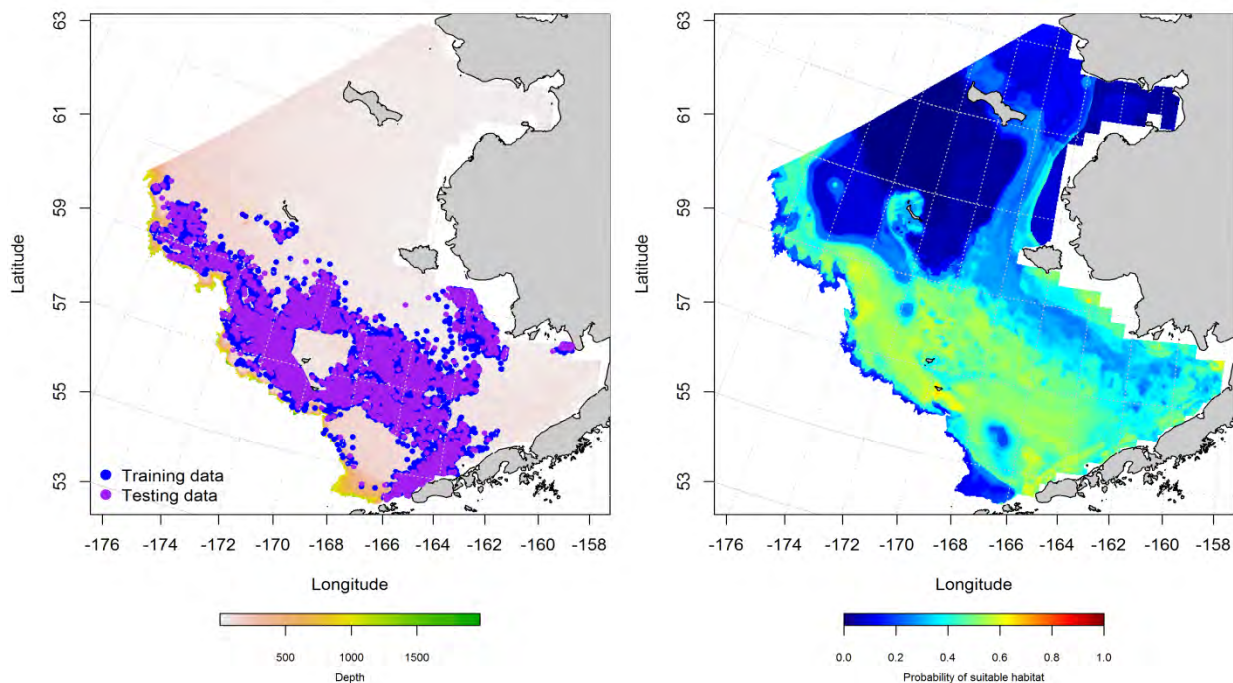 63
61
59
57
55
53
Latitude
Training data
Testing data
-176 -174 -172 -170 -168 -166 -164 -162 -160 -158
Longitude
500 1000 1500
Depth
63
61
59
57
55
53
Latitude
-176 -174 -172 -170 -168 -166 -164 -162 -160 -158
Longitude
0.0 0.2 0.4 0.6 0.8 1.0
Probability of suitable habitat